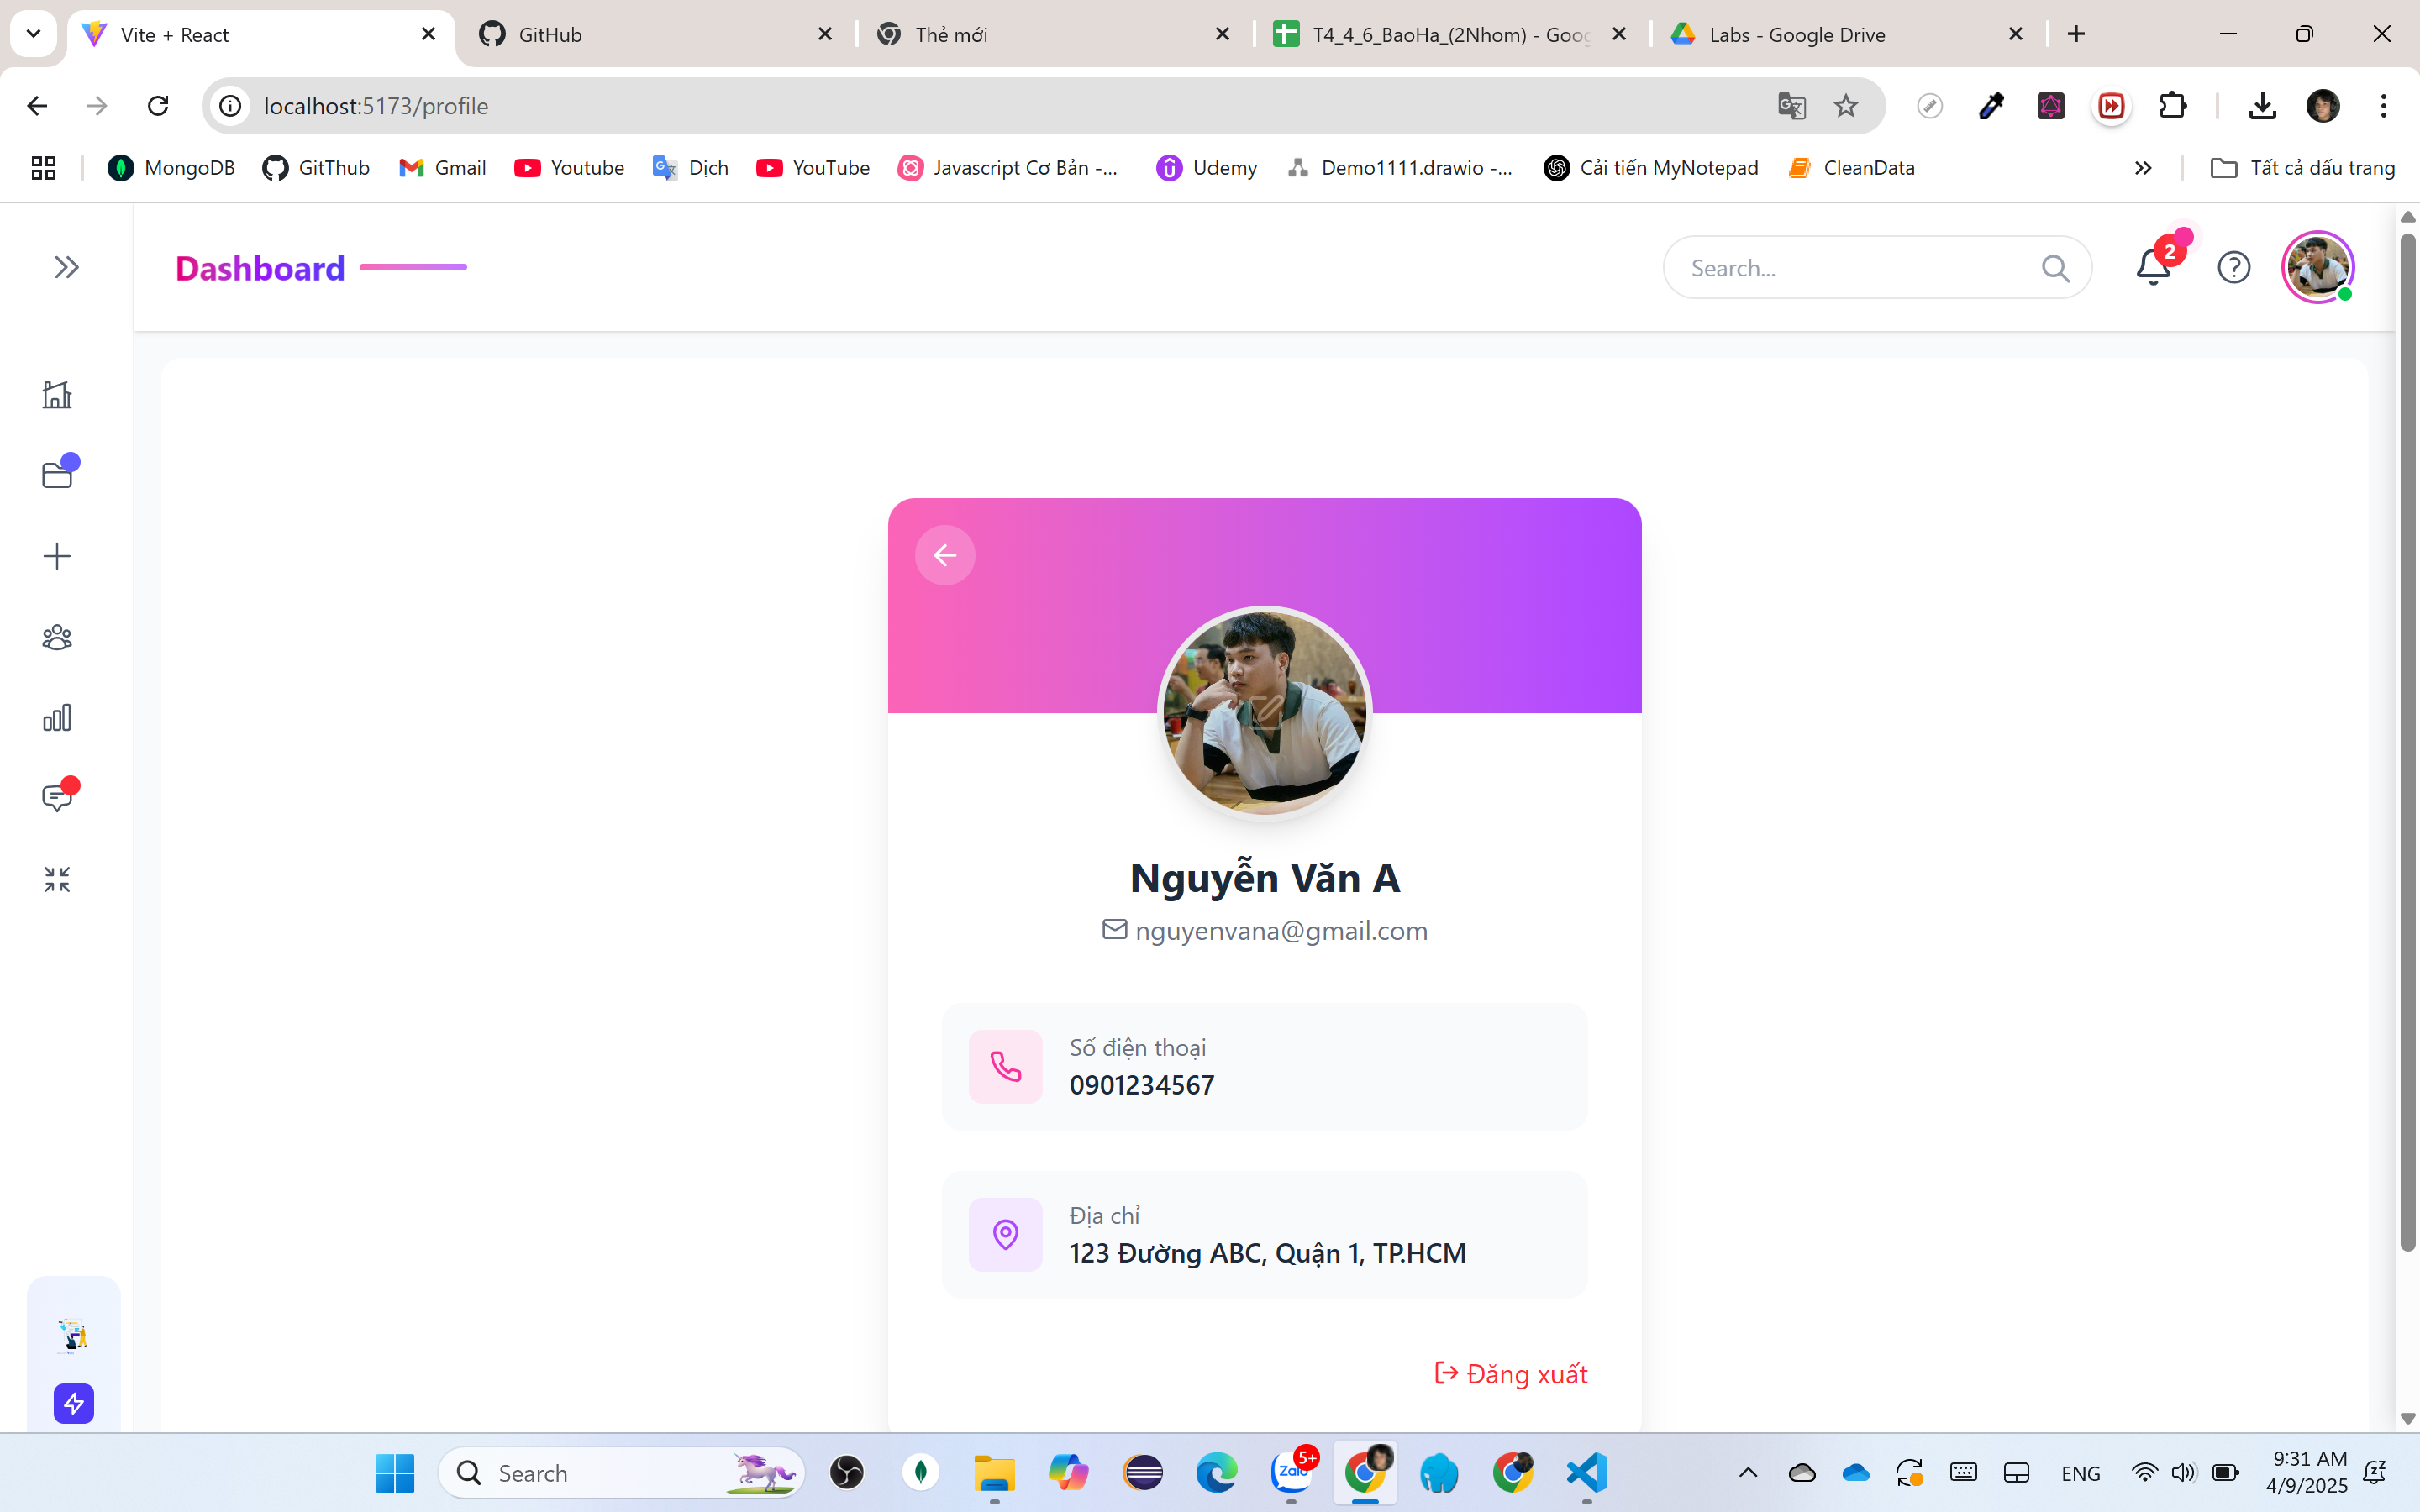 Vite + React
GitHub
Thẻ mới
T4_4_6_BaoHa_(2Nhom) - Goog
Labs - Google Drive
localhost:5173/profile
MongoDB
GitThub
Gmail
Youtube
Dịch
YouTube
Javascript Cơ Bản -...
Udemy
Demo1111.drawio -...
Cải tiến MyNotepad
CleanData
Tất cả dấu trang
Dashboard
Search...
2
Nguyễn Văn A
nguyenvana@gmail.com
Số điện thoại
0901234567
Địa chỉ
123 Đường ABC, Quận 1, TP.HCM
Đăng xuất
Search
Zalo
5+
ENG
9:31 AM
4/9/2025